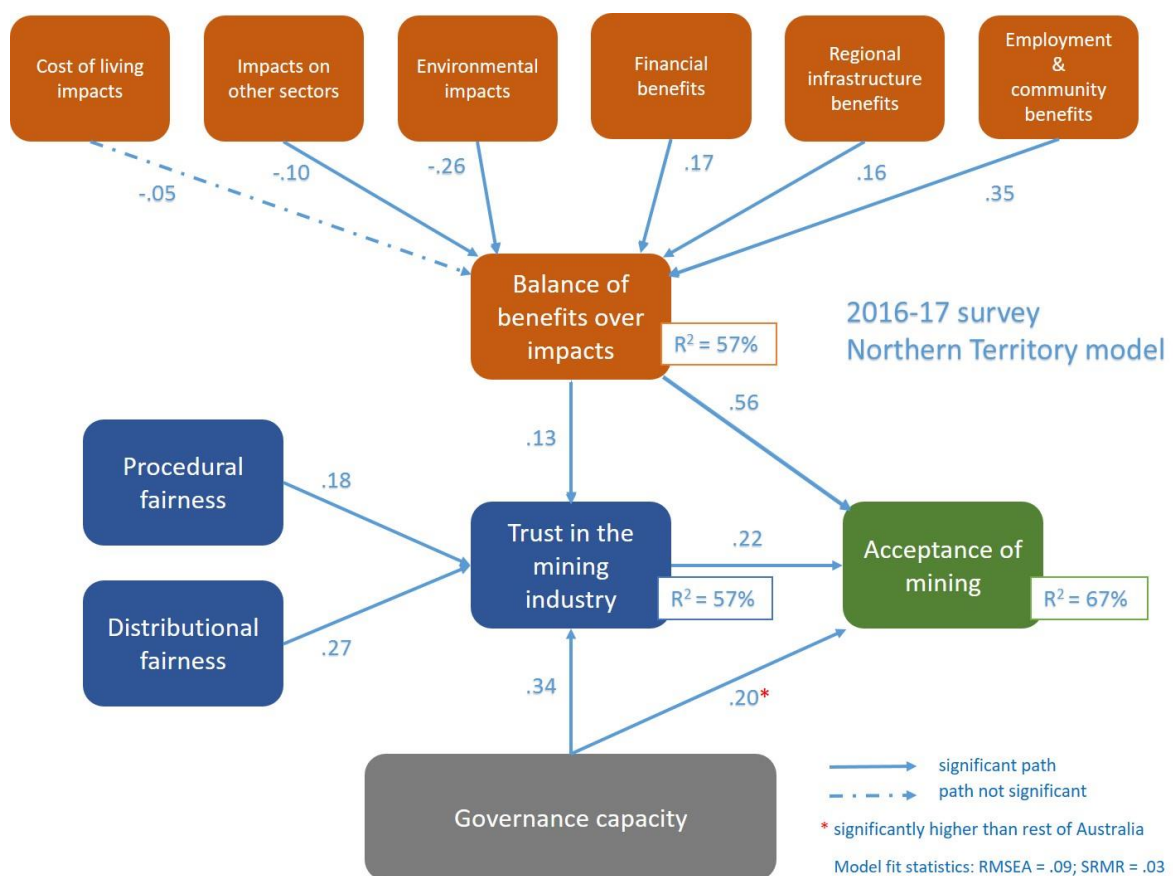 Cost of living
impacts
Impacts on
other sectors
Environmental
impacts
Financial
benefits
Regional
infrastructure
benefits
Employment
&
community
benefits
-.05
-.10
-.26
.17
.16
.35
Balance of
benefits over
impacts
R² = 57%
2016-17 survey
Northern Territory model
.13
.56
Procedural
fairness
.18
Trust in the
mining
industry
R² = 57%
.22
Acceptance of
mining
R² = 67%
Distributional
fairness
.27
.34
.20*
Governance capacity
significant path
path not significant
* significantly higher than rest of Australia
Model fit statistics: RMSEA = .09; SRMR = .03